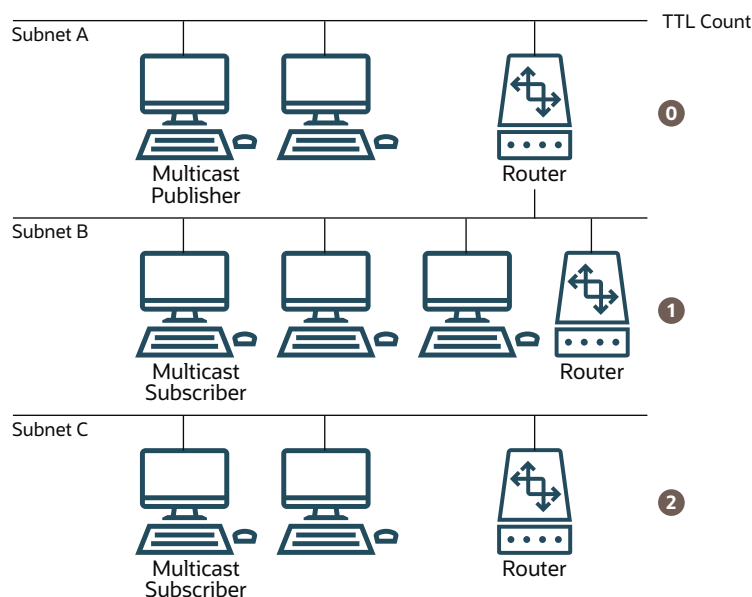 Subnet A
TTL Count
0
Multicast
Publisher
Router
Subnet B
1
Multicast
Subscriber
Router
Subnet C
2
Multicast
Subscriber
Router